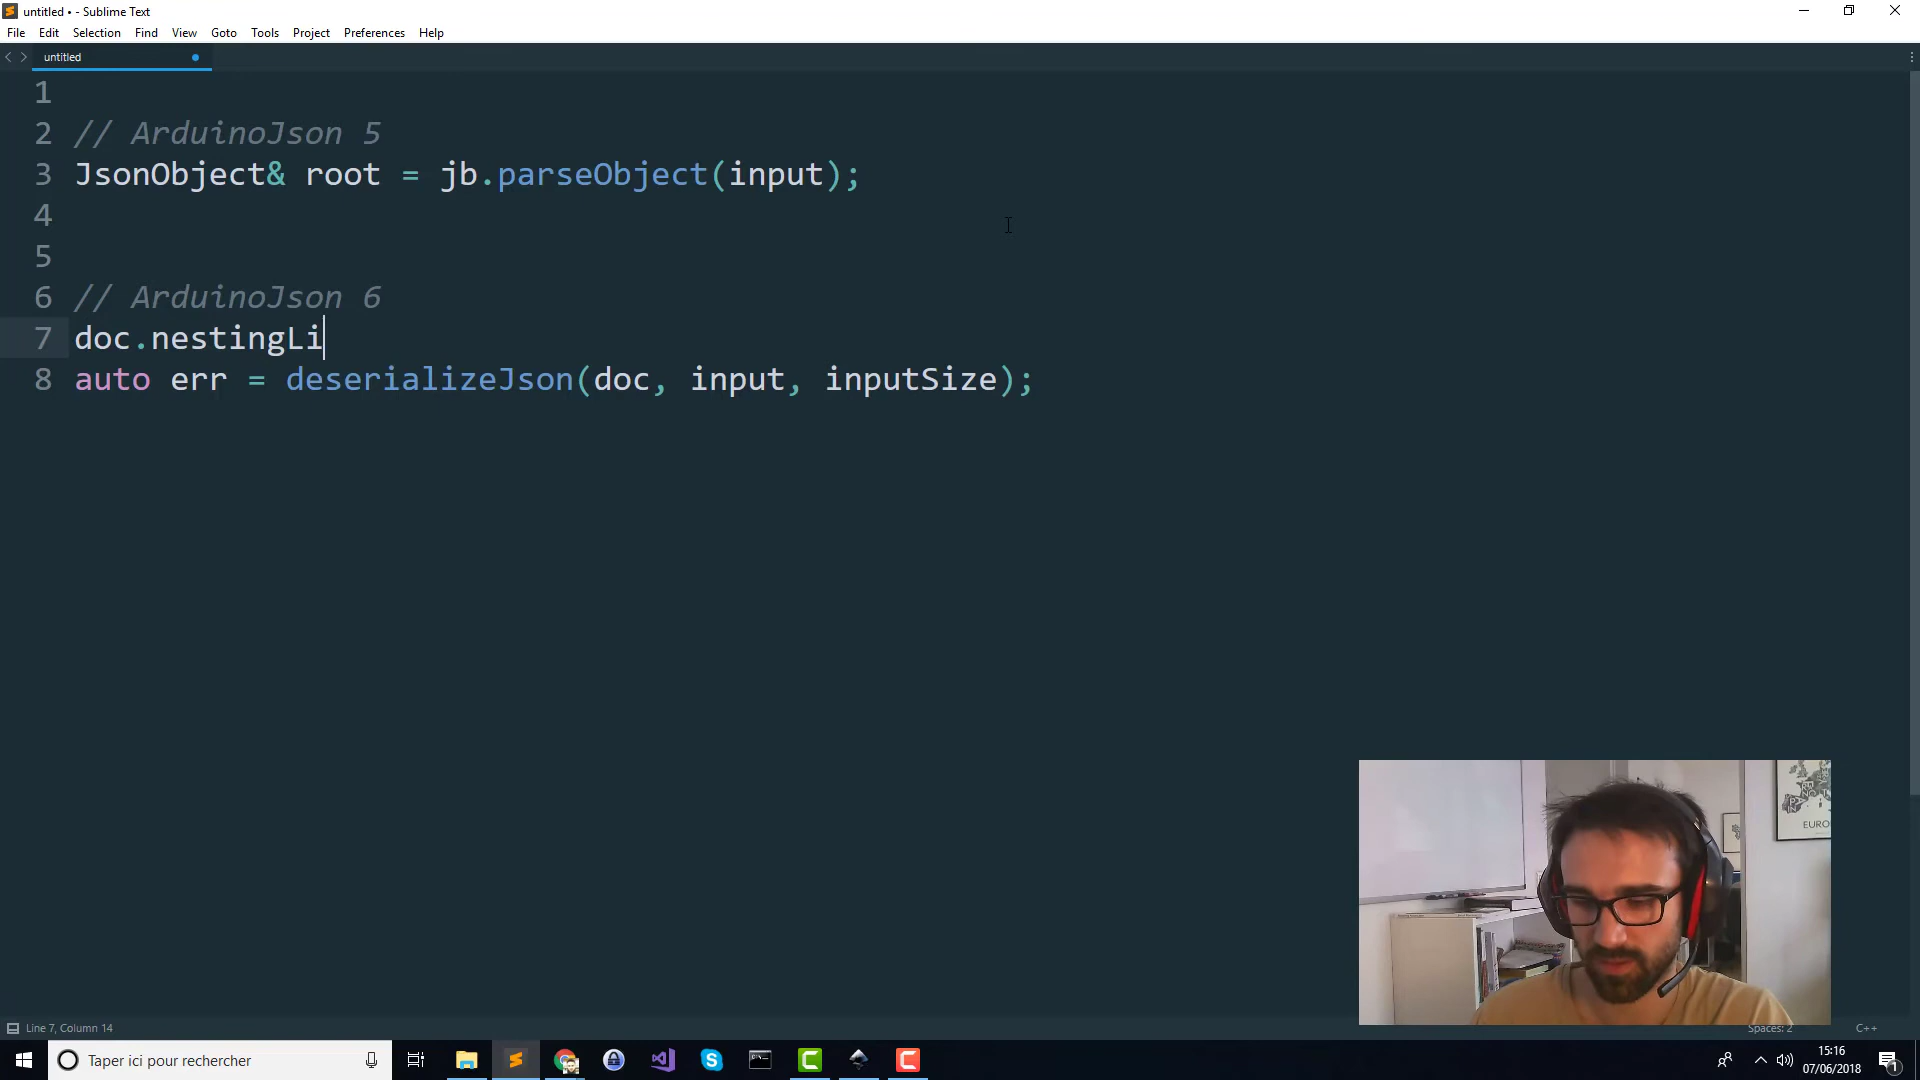 untitled • - Sublime Text
File Edit Selection Find View Goto Tools Project Preferences Help
untitled
1
2 // ArduinoJson 5
3 JsonObject& root = jb.parseObject(input);
4
5
6 // ArduinoJson 6
7 doc.nestingLi
8 auto err = deserializeJson(doc, input, inputSize);
EURO
Line 7, Column 14
Spaces: 2
C++
Taper ici pour rechercher
15:16
07/06/2018
1